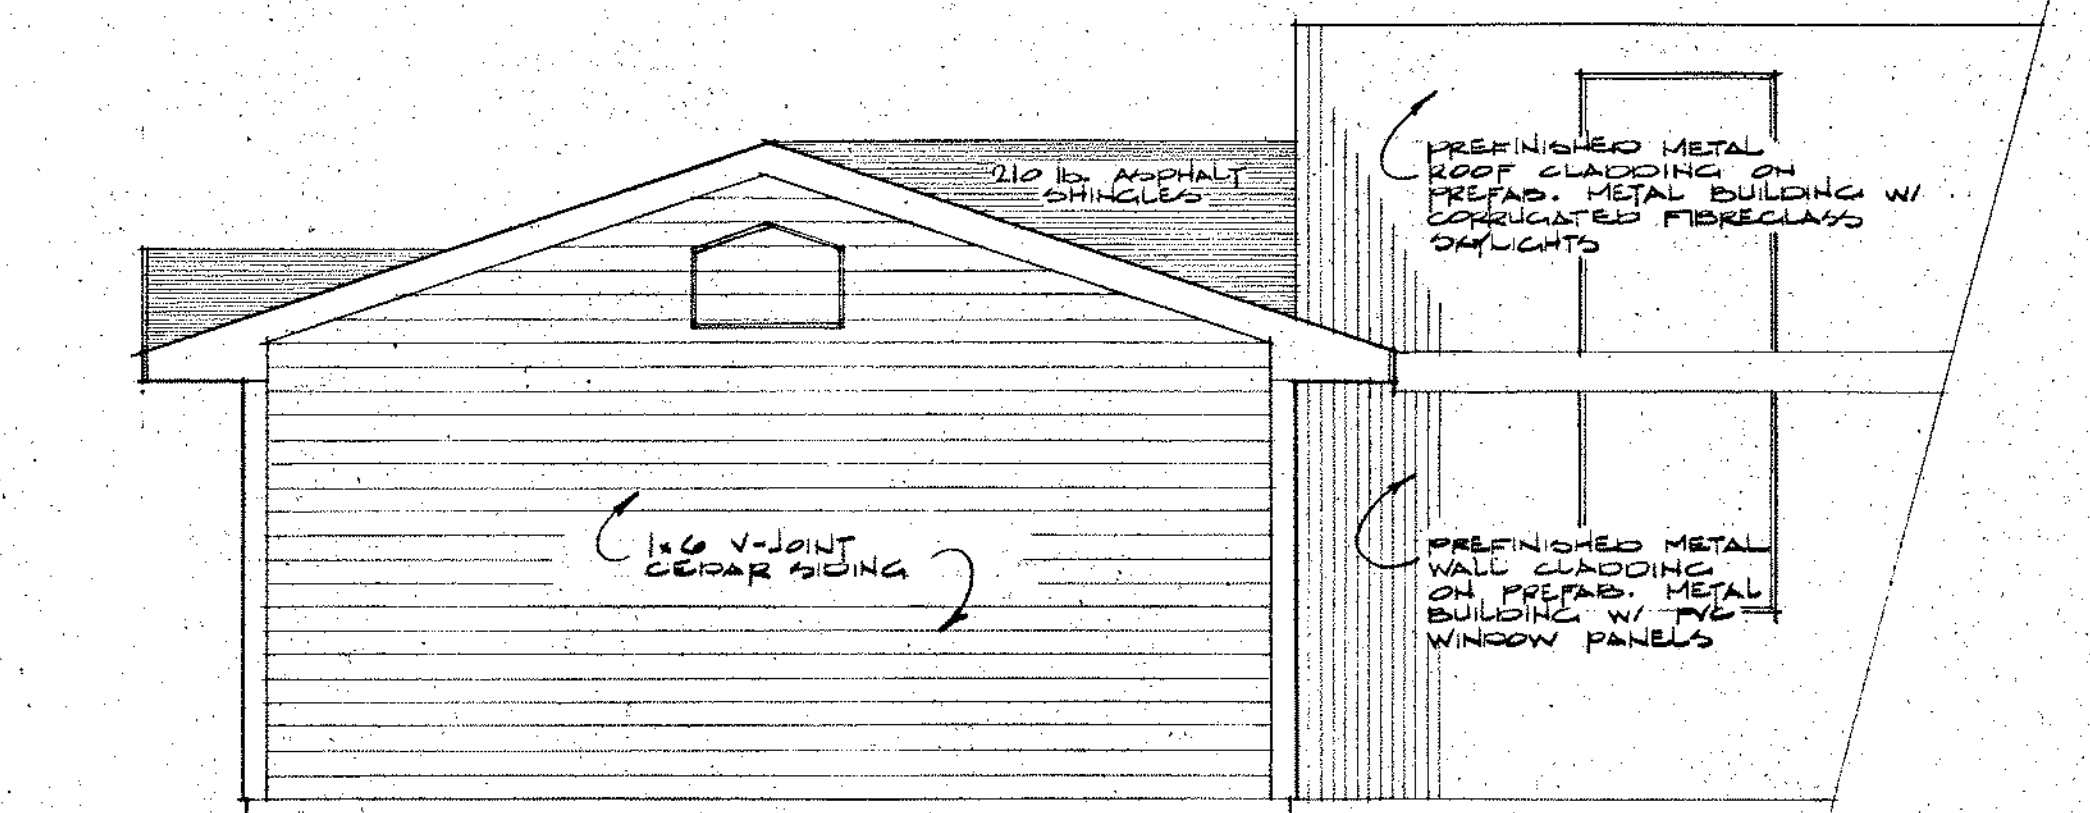 210 lb. ASPHALT
SHINGLES
PREFINISHED METAL
ROOF CLADDING ON
PREFAB. METAL BUILDING W/
CORRUGATED FIBREGLASS
SKYLIGHTS
1x6 V-JOINT
CEDAR SIDING
PREFINISHED METAL
WALL CLADDING
ON PREFAB. METAL
BUILDING W/ PVC
WINDOW PANELS